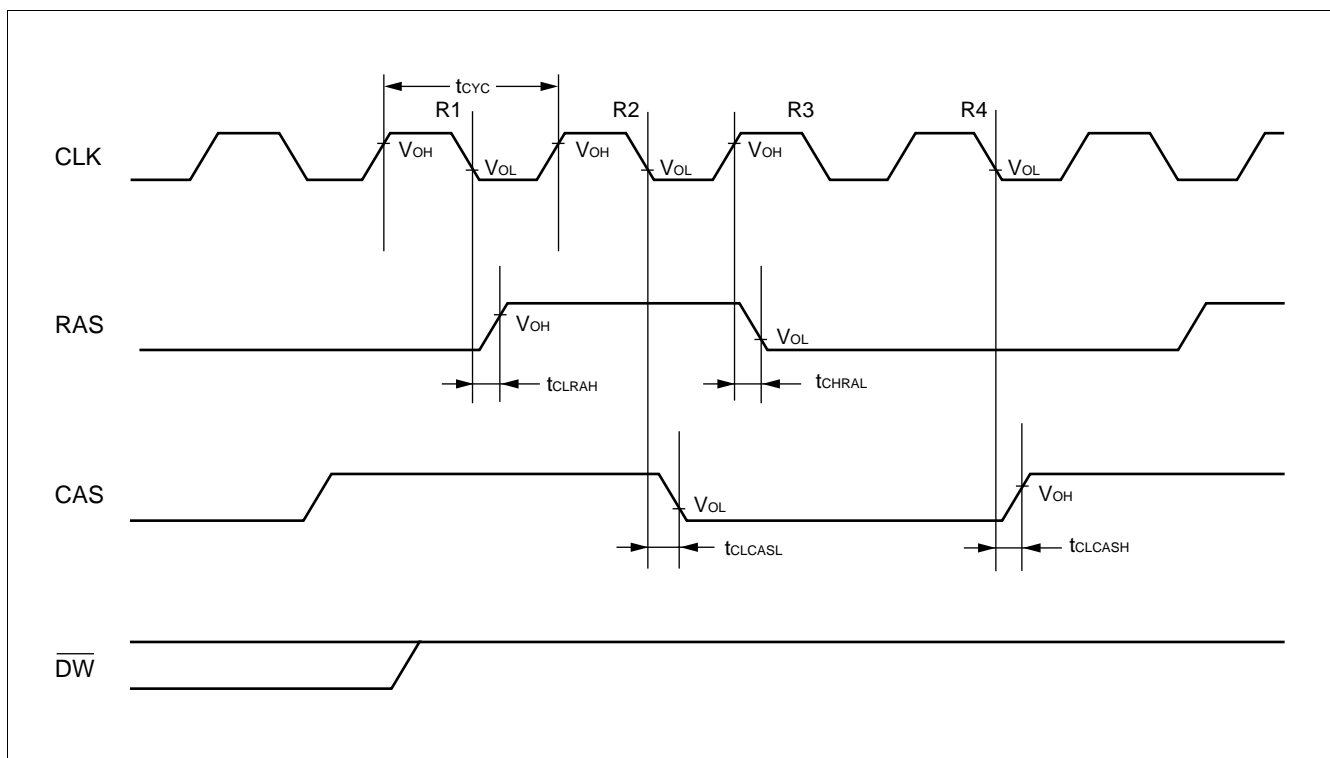 tCYC
R1 R2 R3 R4
CLK
VOH VOL VOH VOL VOH VOL
RAS
VOH VOL
tCLRAH tCHRAL
CAS
VOL VOH
tCLCASL tCLCASH
DW